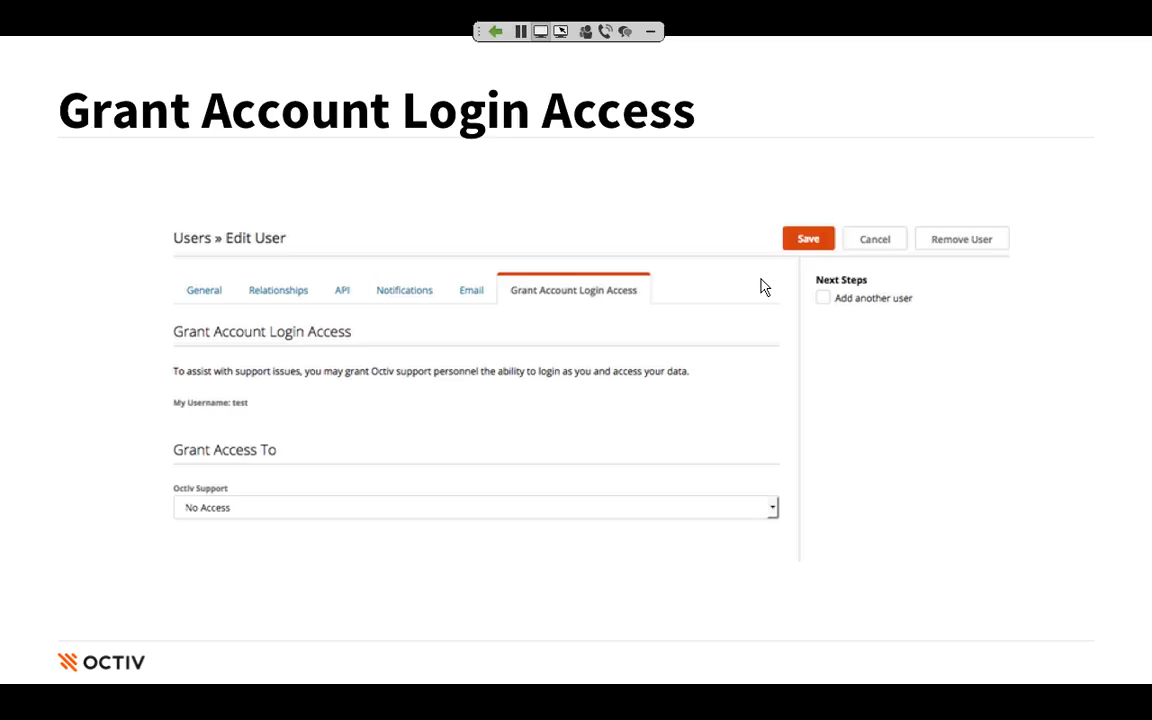 Grant Account Login Access
Users » Edit User
Save
Cancel
Remove User
General
Relationships
API
Notifications
Email
Grant Account Login Access
Next Steps
Add another user
Grant Account Login Access
To assist with support issues, you may grant Octiv support personnel the ability to login as you and access your data.
My Username: test
Grant Access To
Octiv Support
No Access
OCTIV